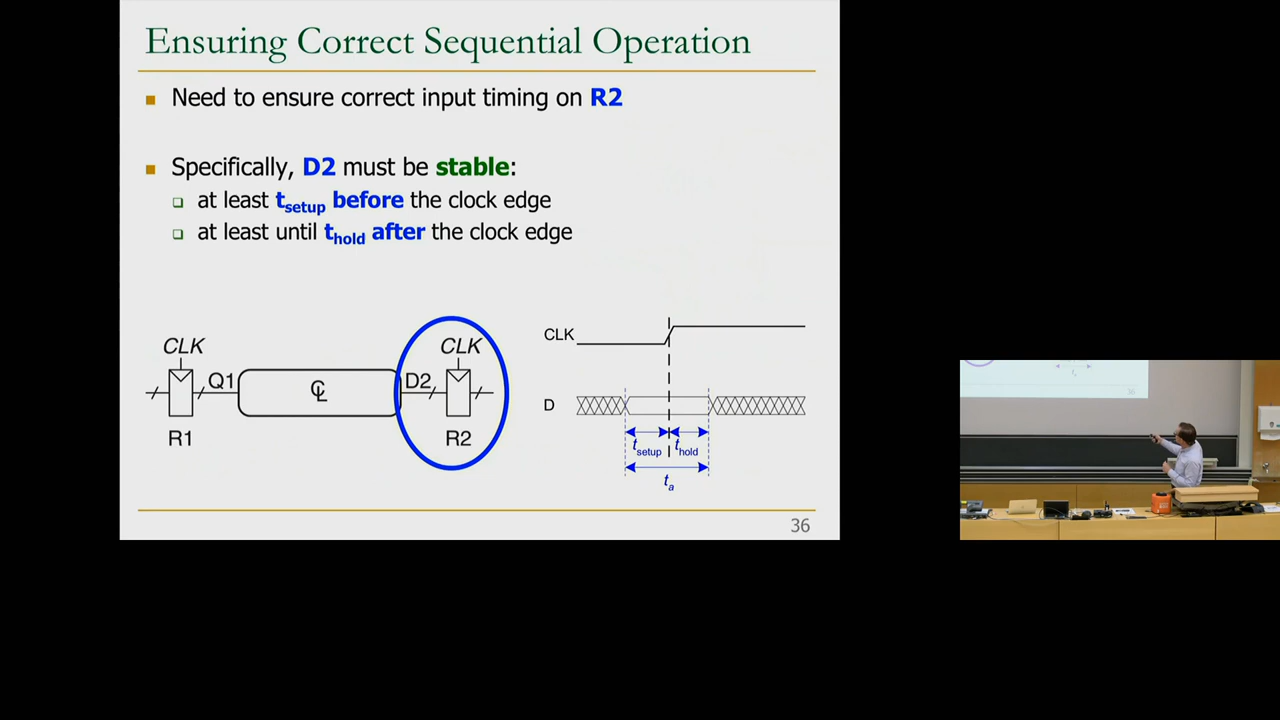 Ensuring Correct Sequential Operation
Need to ensure correct input timing on R2
Specifically, D2 must be stable:
at least tsetup before the clock edge
at least until thold after the clock edge
CLK
CLK
Q1
CL
D2
R1
R2
CLK
D
tsetup
thold
ta
36